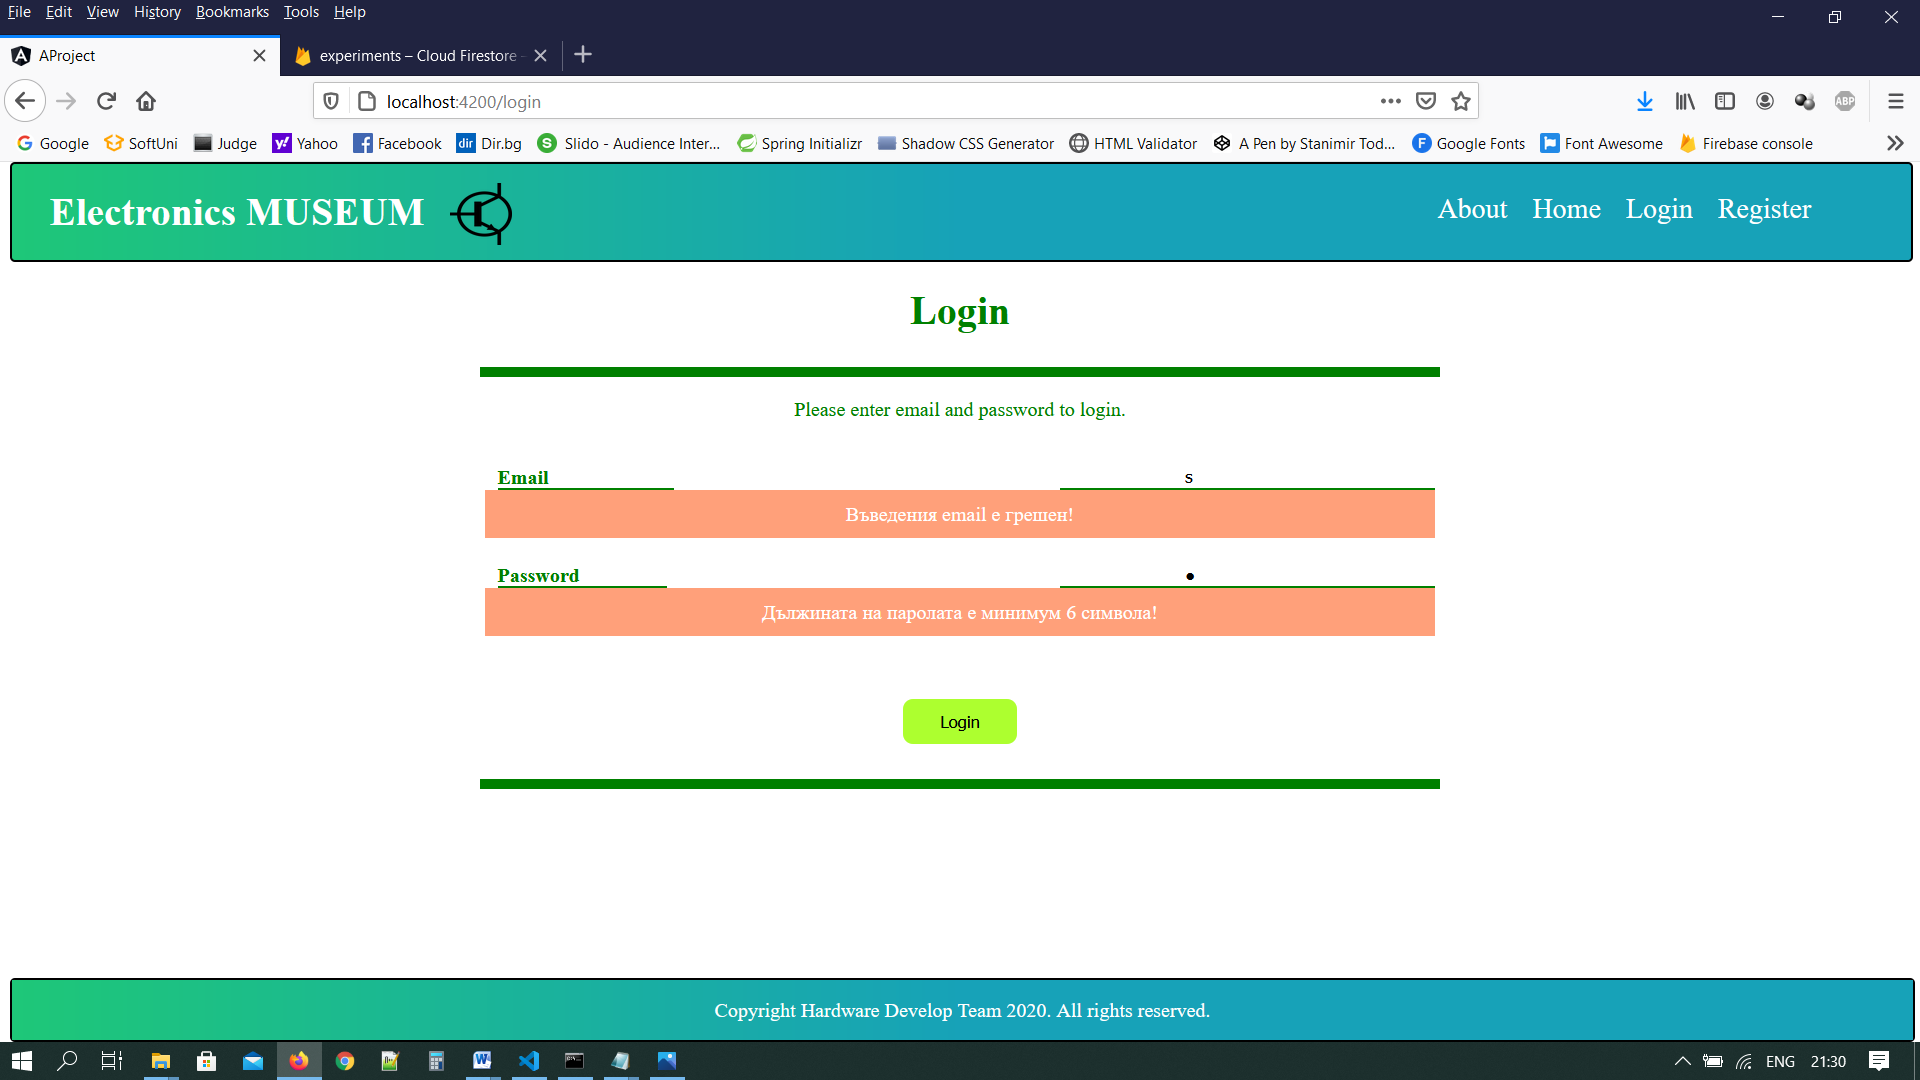 File Edit View History Bookmarks Tools Help
AProject
experiments – Cloud Firestore -
localhost:4200/login
ABP
Google SoftUni Judge Yahoo Facebook Dir.bg Slido - Audience Inter... Spring Initializr Shadow CSS Generator HTML Validator A Pen by Stanimir Tod... Google Fonts Font Awesome Firebase console
Electronics MUSEUM
About Home Login Register
Login
Please enter email and password to login.
Email s
Въведения email е грешен!
Password •
Дължината на паролата е минимум 6 символа!
Login
Copyright Hardware Develop Team 2020. All rights reserved.
ENG 21:30